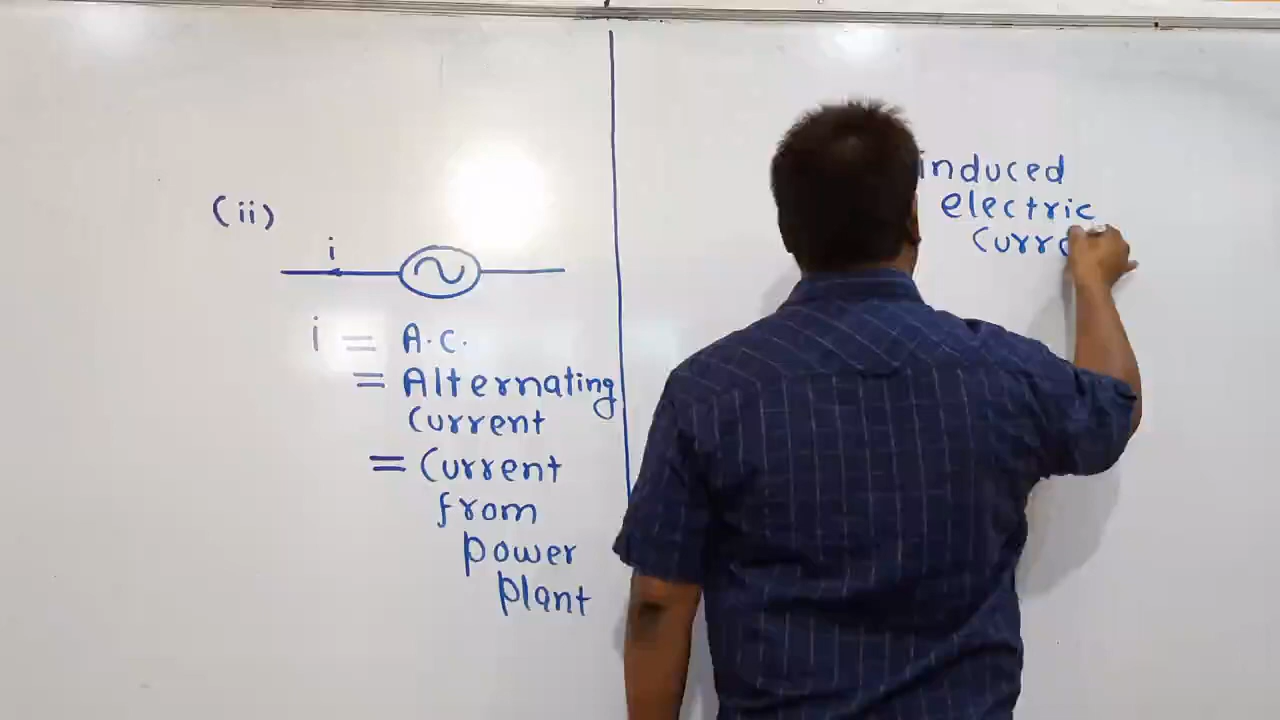 (ii)
i
i = A.C.
= Alternating
Current
= Current
from
power
plant
induced
electric